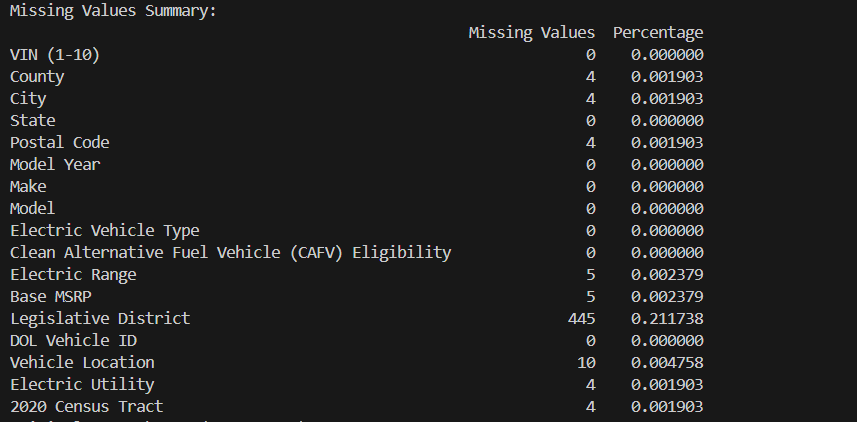 Missing Values Summary:
Missing Values Percentage
VIN (1-10) 0 0.000000
County 4 0.001903
City 4 0.001903
State 0 0.000000
Postal Code 4 0.001903
Model Year 0 0.000000
Make 0 0.000000
Model 0 0.000000
Electric Vehicle Type 0 0.000000
Clean Alternative Fuel Vehicle (CAFV) Eligibility 0 0.000000
Electric Range 5 0.002379
Base MSRP 5 0.002379
Legislative District 445 0.211738
DOL Vehicle ID 0 0.000000
Vehicle Location 10 0.004758
Electric Utility 4 0.001903
2020 Census Tract 4 0.001903